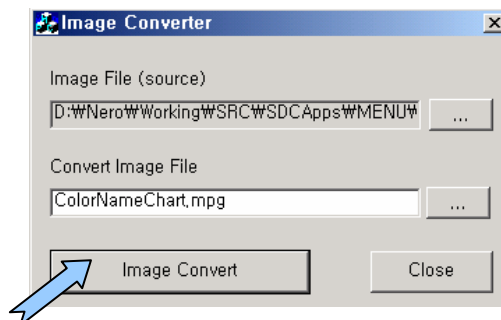 Image Converter
Image File (source)
D:₩Nero₩Working₩SRC₩SDCApps₩MENU₩
...
Convert Image File
ColorNameChart,mpg
...
Image Convert
Close